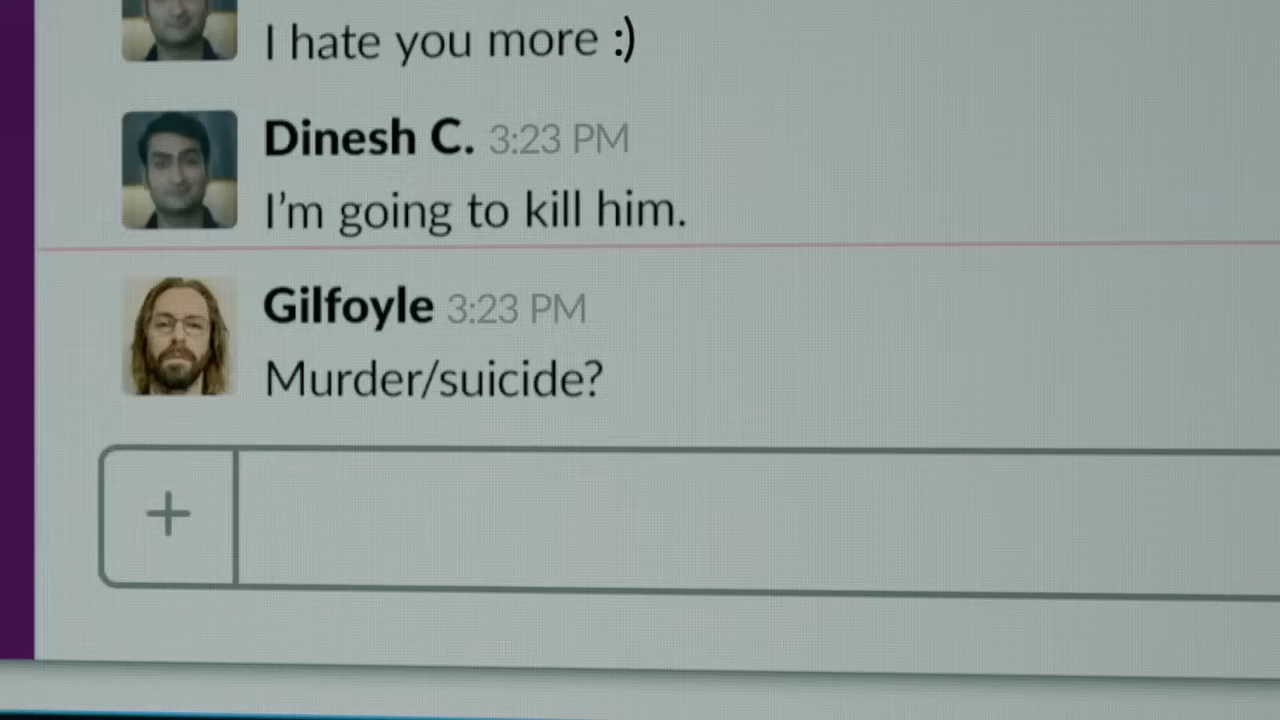 I hate you more :)
Dinesh C. 3:23 PM
I'm going to kill him.
Gilfoyle 3:23 PM
Murder/suicide?
+